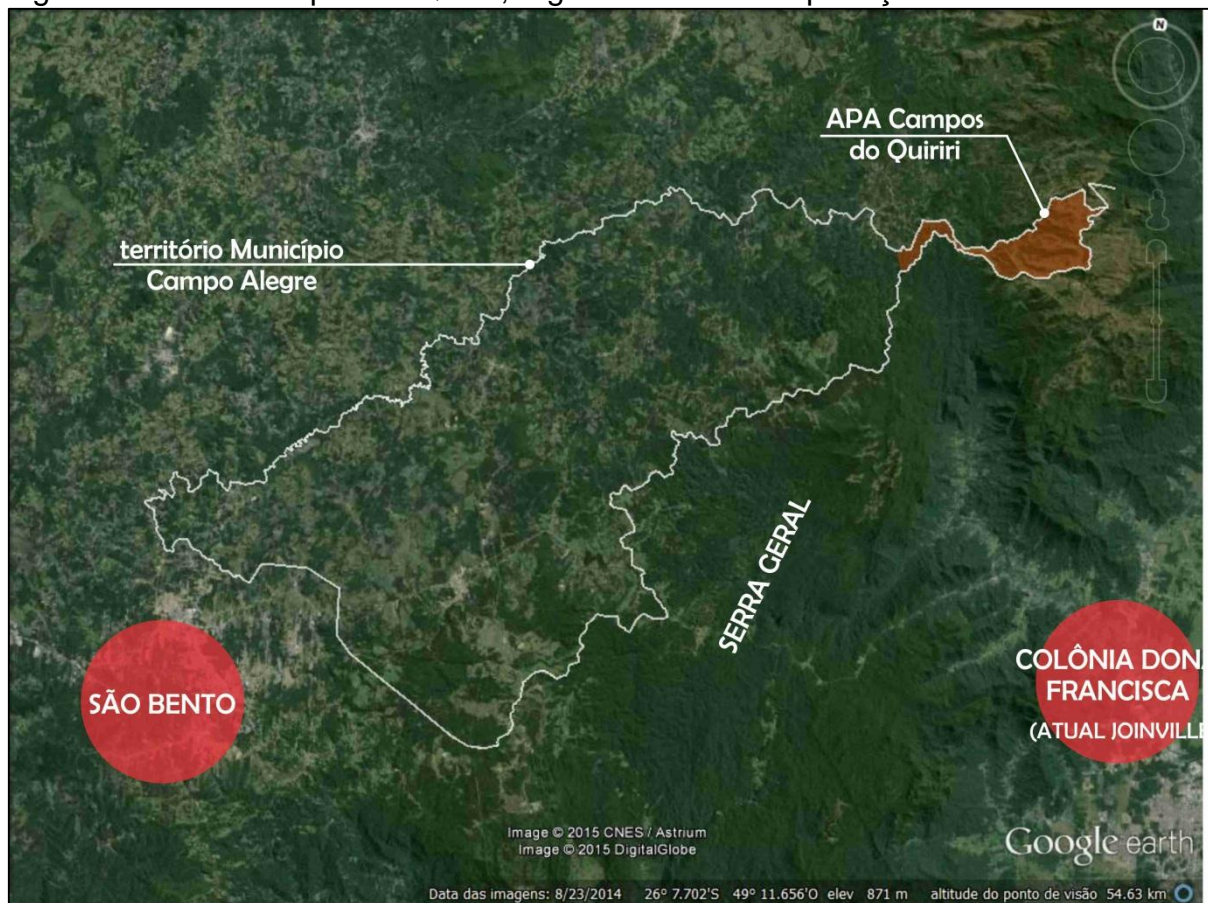 N
APA Campos
do Quiriri
território Município
Campo Alegre
SERRA GERAL
SÃO BENTO
COLÔNIA DON
FRANCISCA
(ATUAL JOINVILLE
Image © 2015 CNES / Astrium
Image © 2015 DigitalGlobe
Google earth
Data das imagens: 8/23/2014 26º 7.702'S 49º 11.656'O elev 871 m altitude do ponto de visão 54.63 km